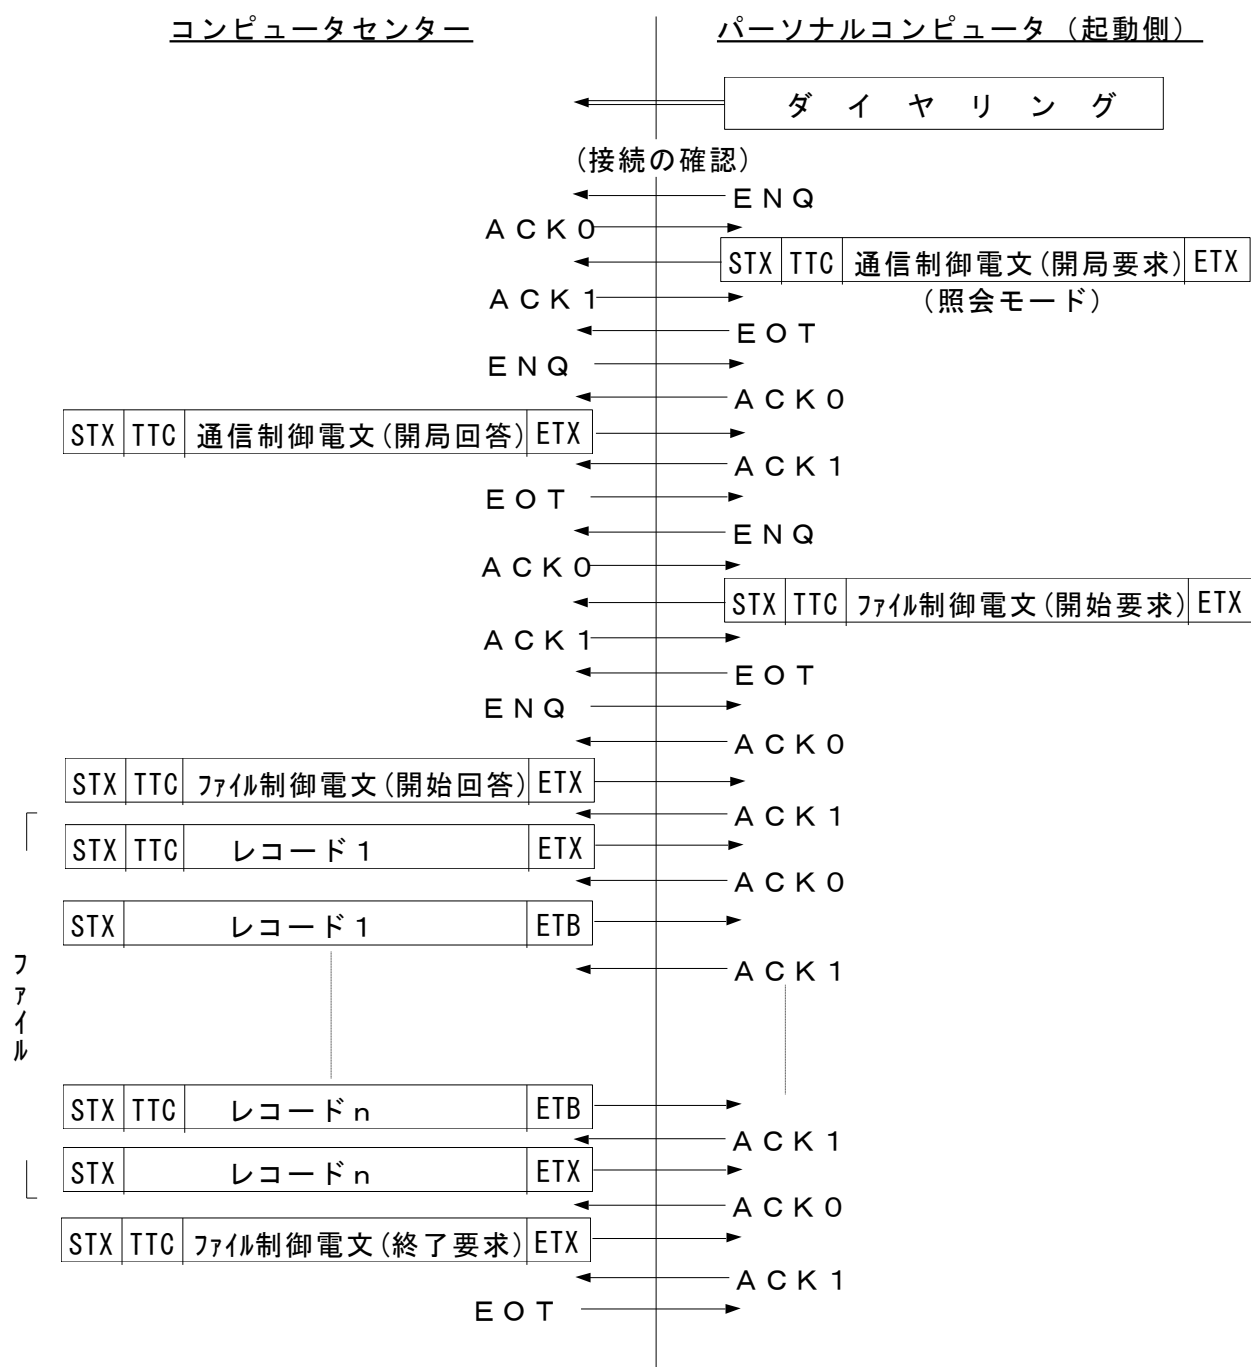 コンピュータセンター
パーソナルコンピュータ（起動側）
ダイヤリング
(接続の確認)
ＥＮＱ
ＡＣＫ０
STX TTC 通信制御電文(開局要求) ETX
ＡＣＫ１
（照会モード）
ＥＯＴ
ＥＮＱ
ＡＣＫ０
STX TTC 通信制御電文(開局回答) ETX
ＡＣＫ１
ＥＯＴ
ＥＮＱ
ＡＣＫ０
STX TTC ﾌｧｲﾙ制御電文(開始要求) ETX
ＡＣＫ１
ＥＯＴ
ＥＮＱ
ＡＣＫ０
STX TTC ﾌｧｲﾙ制御電文(開始回答) ETX
ＡＣＫ１
STX TTC レコード１ ETX
ＡＣＫ０
STX レコード１ ETB
ＡＣＫ１
ﾌｧｲﾙ
STX TTC レコードｎ ETB
ＡＣＫ１
STX レコードｎ ETX
ＡＣＫ０
STX TTC ﾌｧｲﾙ制御電文(終了要求) ETX
ＡＣＫ１
ＥＯＴ